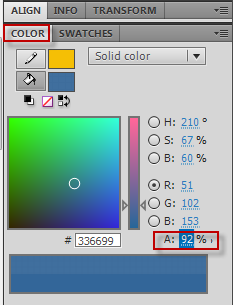 ALIGN INFO TRANSFORM
COLOR SWATCHES
Solid color
H: 210 °
S: 67 %
B: 60 %
R: 51
G: 102
B: 153
# 336699
A: 92 %